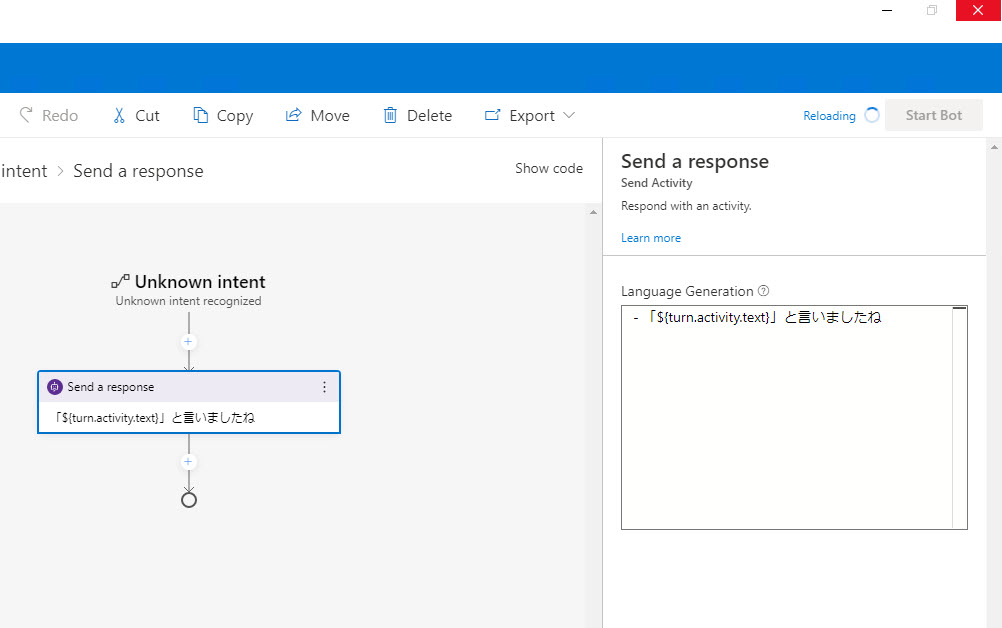 Redo Cut Copy Move Delete Export Reloading Start Bot
intent > Send a response Show code
Unknown intent
Unknown intent recognized
Send a response
「${turn.activity.text}」と言いましたね
Send a response
Send Activity
Respond with an activity.
Learn more
Language Generation
- 「${turn.activity.text}」と言いましたね